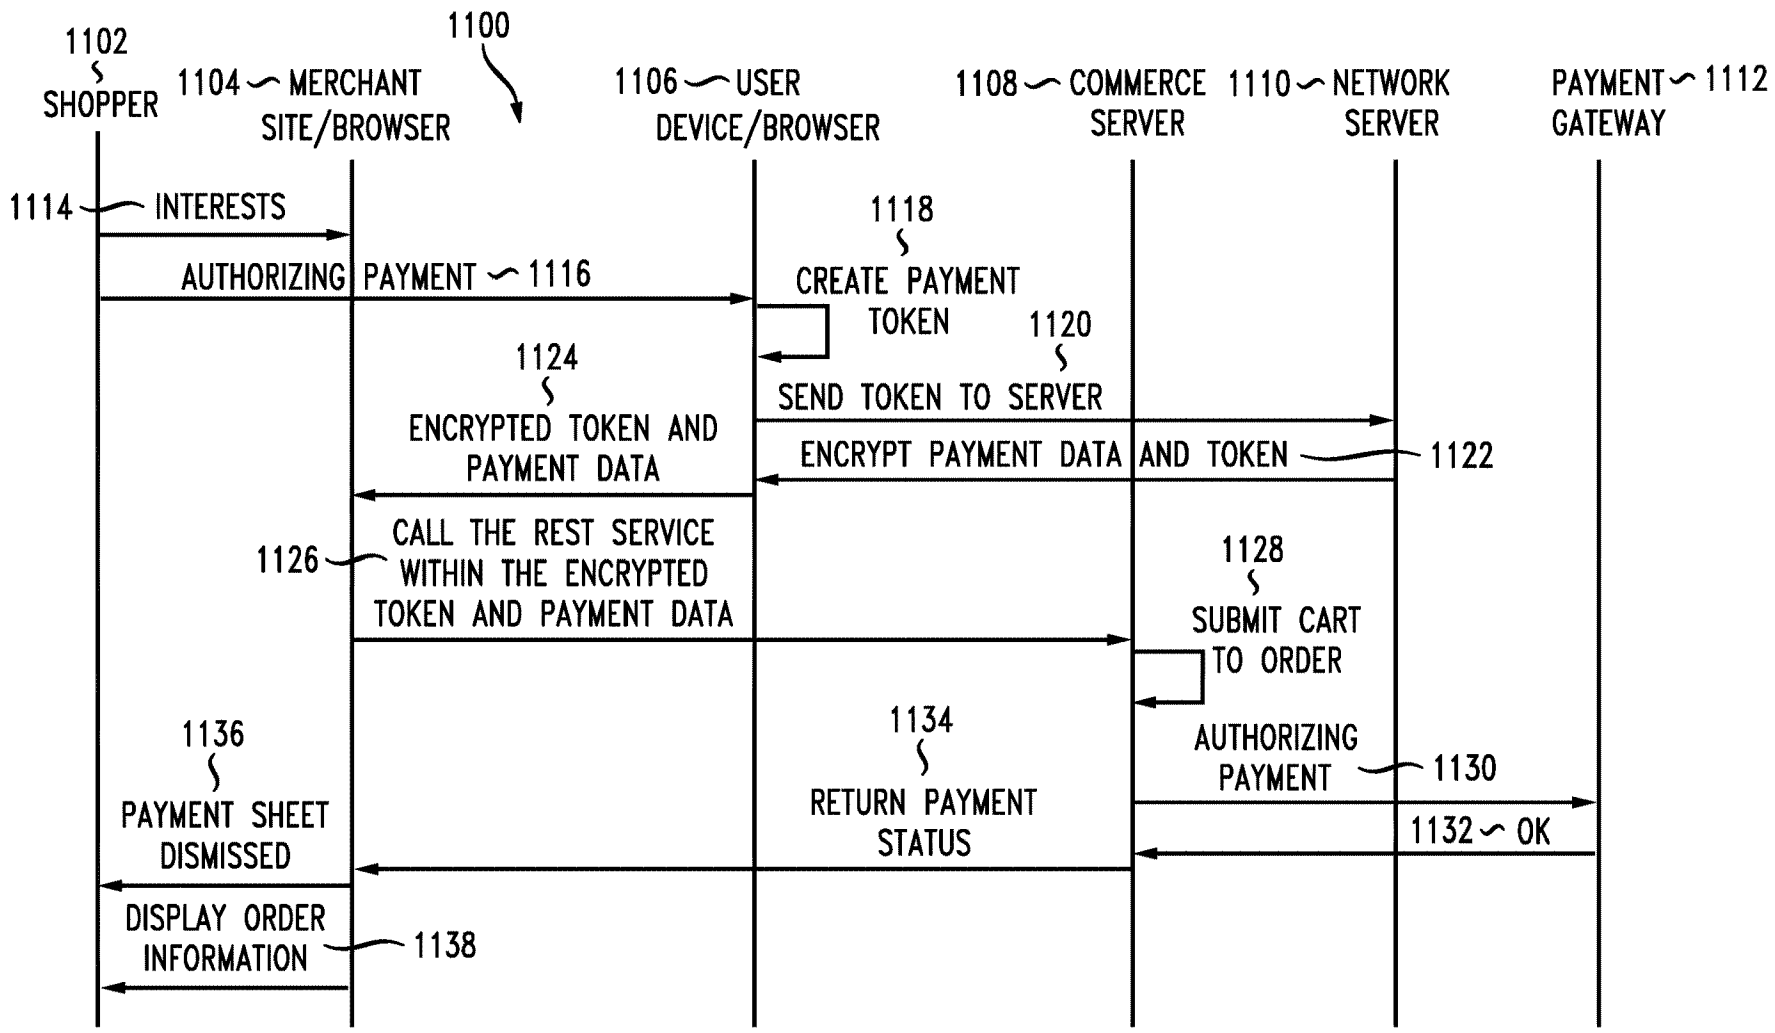 1100
1102
SHOPPER
1104 MERCHANT
SITE/BROWSER
1106 USER
DEVICE/BROWSER
1108 COMMERCE
SERVER
1110 NETWORK
SERVER
PAYMENT 1112
GATEWAY
1114 INTERESTS
AUTHORIZING PAYMENT 1116
1118
CREATE PAYMENT
TOKEN
1120
SEND TOKEN TO SERVER
ENCRYPT PAYMENT DATA AND TOKEN 1122
1124
ENCRYPTED TOKEN AND
PAYMENT DATA
CALL THE REST SERVICE
1126 WITHIN THE ENCRYPTED
TOKEN AND PAYMENT DATA
1128
SUBMIT CART
TO ORDER
AUTHORIZING
PAYMENT 1130
1132 OK
1134
RETURN PAYMENT
STATUS
1136
PAYMENT SHEET
DISMISSED
DISPLAY ORDER
INFORMATION 1138